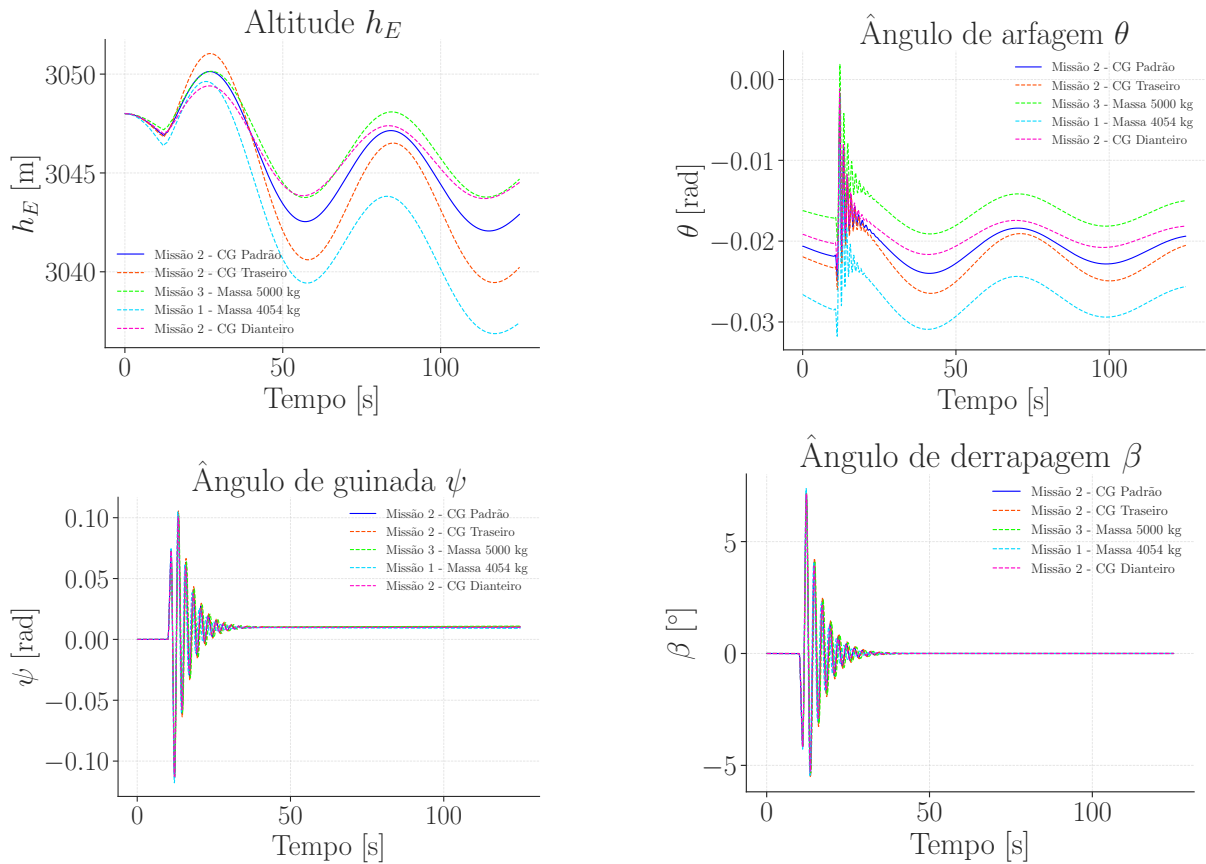 Altitude h_E
h_E [m]
3050
3045
3040
Missão 2 - CG Padrão
Missão 2 - CG Traseiro
Missão 3 - Massa 5000 kg
Missão 1 - Massa 4054 kg
Missão 2 - CG Dianteiro
0
50
100
Tempo [s]
Ângulo de arfagem θ
θ [rad]
0.00
−0.01
−0.02
−0.03
Missão 2 - CG Padrão
Missão 2 - CG Traseiro
Missão 3 - Massa 5000 kg
Missão 1 - Massa 4054 kg
Missão 2 - CG Dianteiro
0
50
100
Tempo [s]
Ângulo de guinada ψ
ψ [rad]
0.10
0.05
0.00
−0.05
−0.10
Missão 2 - CG Padrão
Missão 2 - CG Traseiro
Missão 3 - Massa 5000 kg
Missão 1 - Massa 4054 kg
Missão 2 - CG Dianteiro
0
50
100
Tempo [s]
Ângulo de derrapagem β
β [°]
5
0
−5
Missão 2 - CG Padrão
Missão 2 - CG Traseiro
Missão 3 - Massa 5000 kg
Missão 1 - Massa 4054 kg
Missão 2 - CG Dianteiro
0
50
100
Tempo [s]